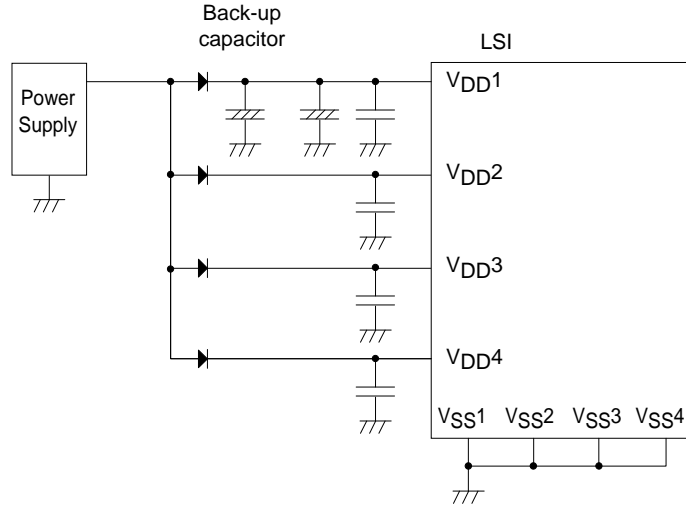 Back-up
capacitor
LSI
Power
Supply
VDD1
VDD2
VDD3
VDD4
VSS1 VSS2 VSS3 VSS4